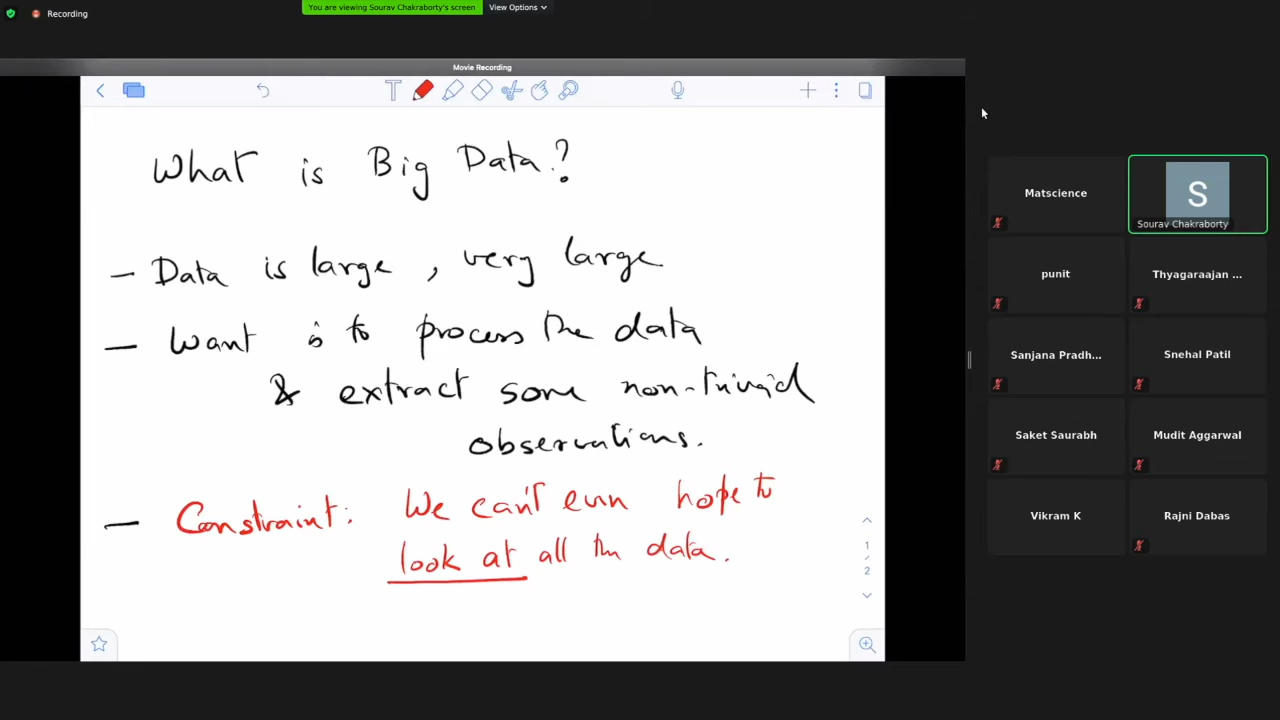 Recording
You are viewing Sourav Chakraborty's screen
View Options
Movie Recording
T
What is Big Data?
— Data is large , very large
— Want is to process the data
& extract some non-trivial
observations.
— Constraint: We can't even hope to
look at all the data.
1
/
2
Matscience
S
Sourav Chakraborty
punit
Thyagaraajan ...
Sanjana Pradh...
Snehal Patil
Saket Saurabh
Mudit Aggarwal
Vikram K
Rajni Dabas